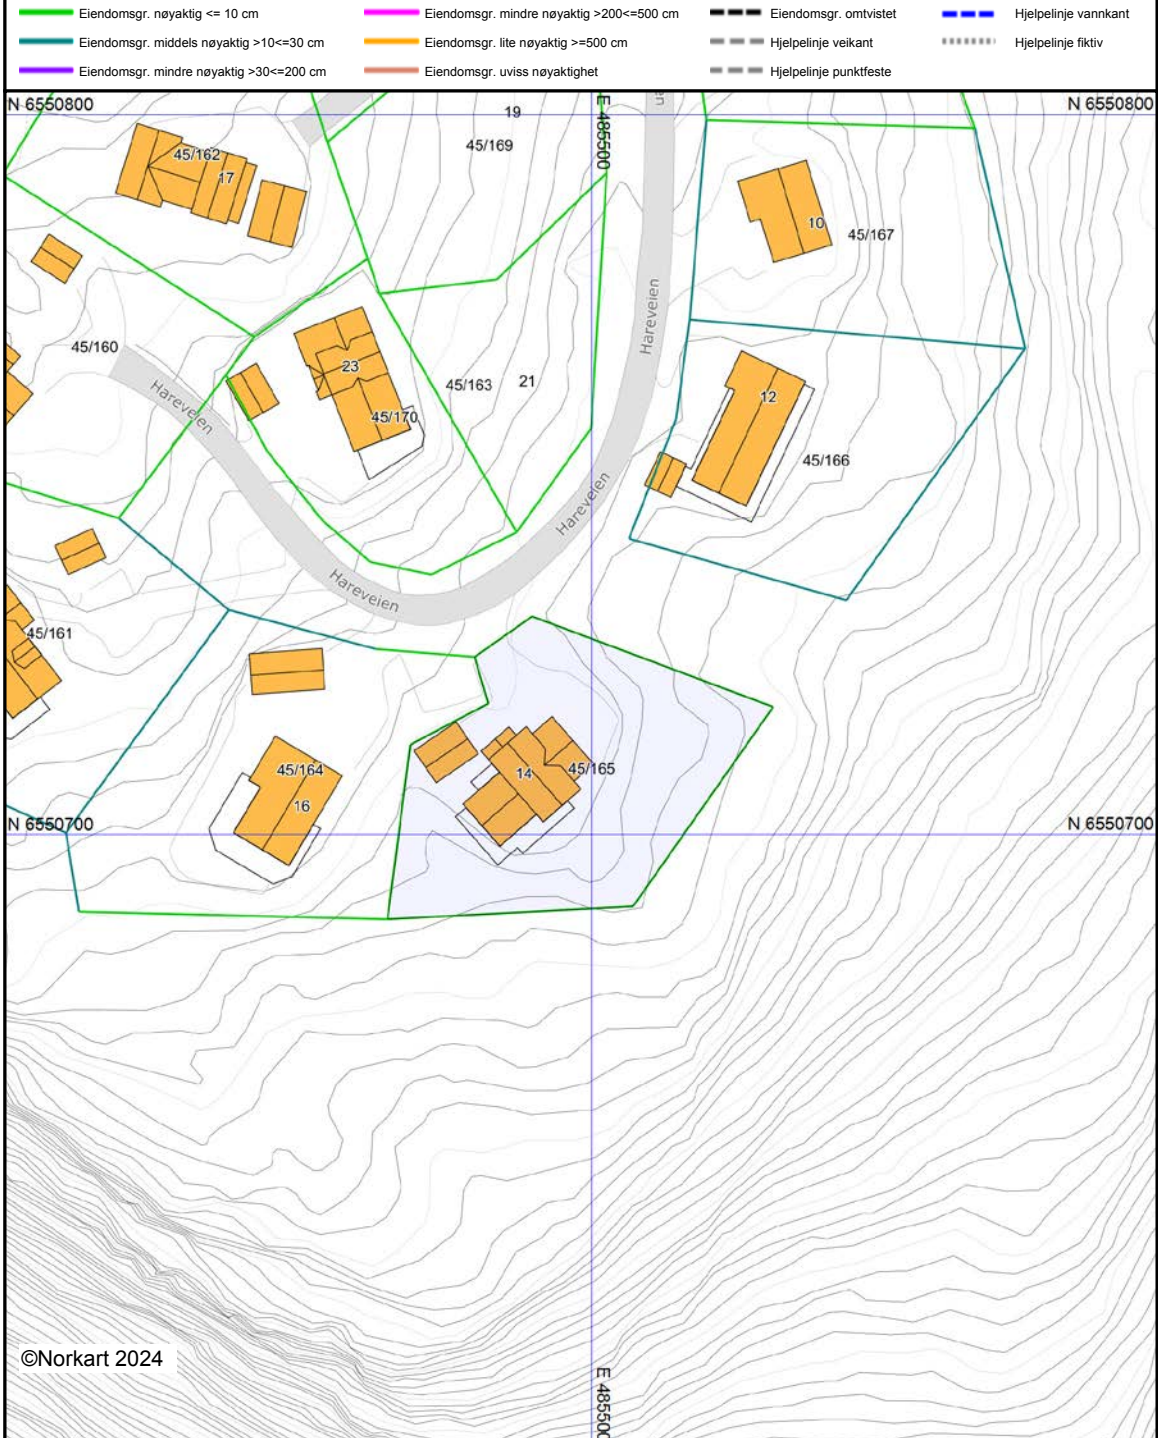 Eiendomsgr. nøyaktig <= 10 cm
Eiendomsgr. mindre nøyaktig >200<=500 cm
Eiendomsgr. omtvistet
Hjelpelinje vannkant
Eiendomsgr. middels nøyaktig >10<=30 cm
Eiendomsgr. lite nøyaktig >=500 cm
Hjelpelinje veikant
Hjelpelinje fiktiv
Eiendomsgr. mindre nøyaktig >30<=200 cm
Eiendomsgr. uviss nøyaktighet
Hjelpelinje punktfeste
N 6550800
E 485500
N 6550800
en
19
45/169
45/162
17
10
45/167
Hareveien
45/160
23
45/163
21
12
Hareveien
45/170
45/166
Hareveien
Hareveien
45/161
45/164
14
45/165
16
N 6550700
N 6550700
©Norkart 2024
E 485500